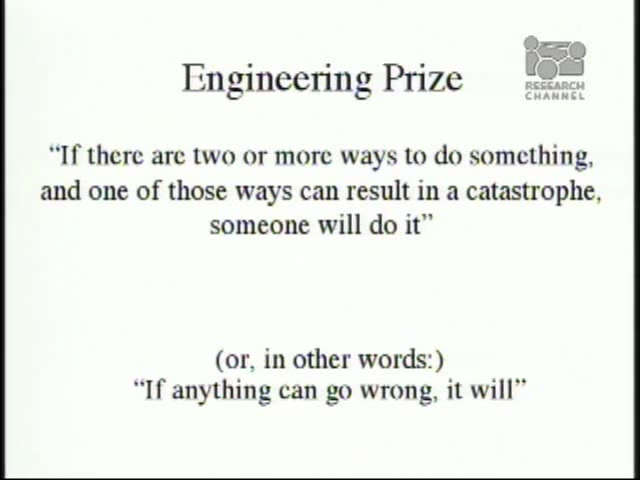 Engineering Prize
RESEARCH
CHANNEL
“If there are two or more ways to do something,
and one of those ways can result in a catastrophe,
someone will do it”
(or, in other words:)
“If anything can go wrong, it will”